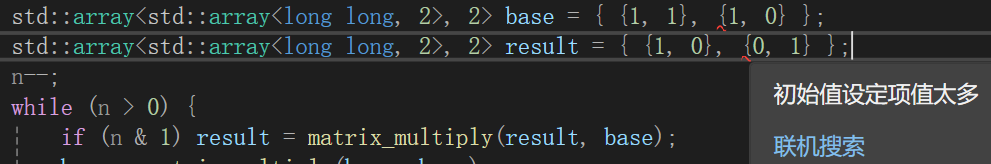 std::array<std::array<long long, 2>, 2> base = { {1, 1}, {1, 0} };
std::array<std::array<long long, 2>, 2> result = { {1, 0}, {0, 1} };
n--;
while (n > 0) {
if (n & 1) result = matrix_multiply(result, base);
初始值设定项值太多
联机搜索